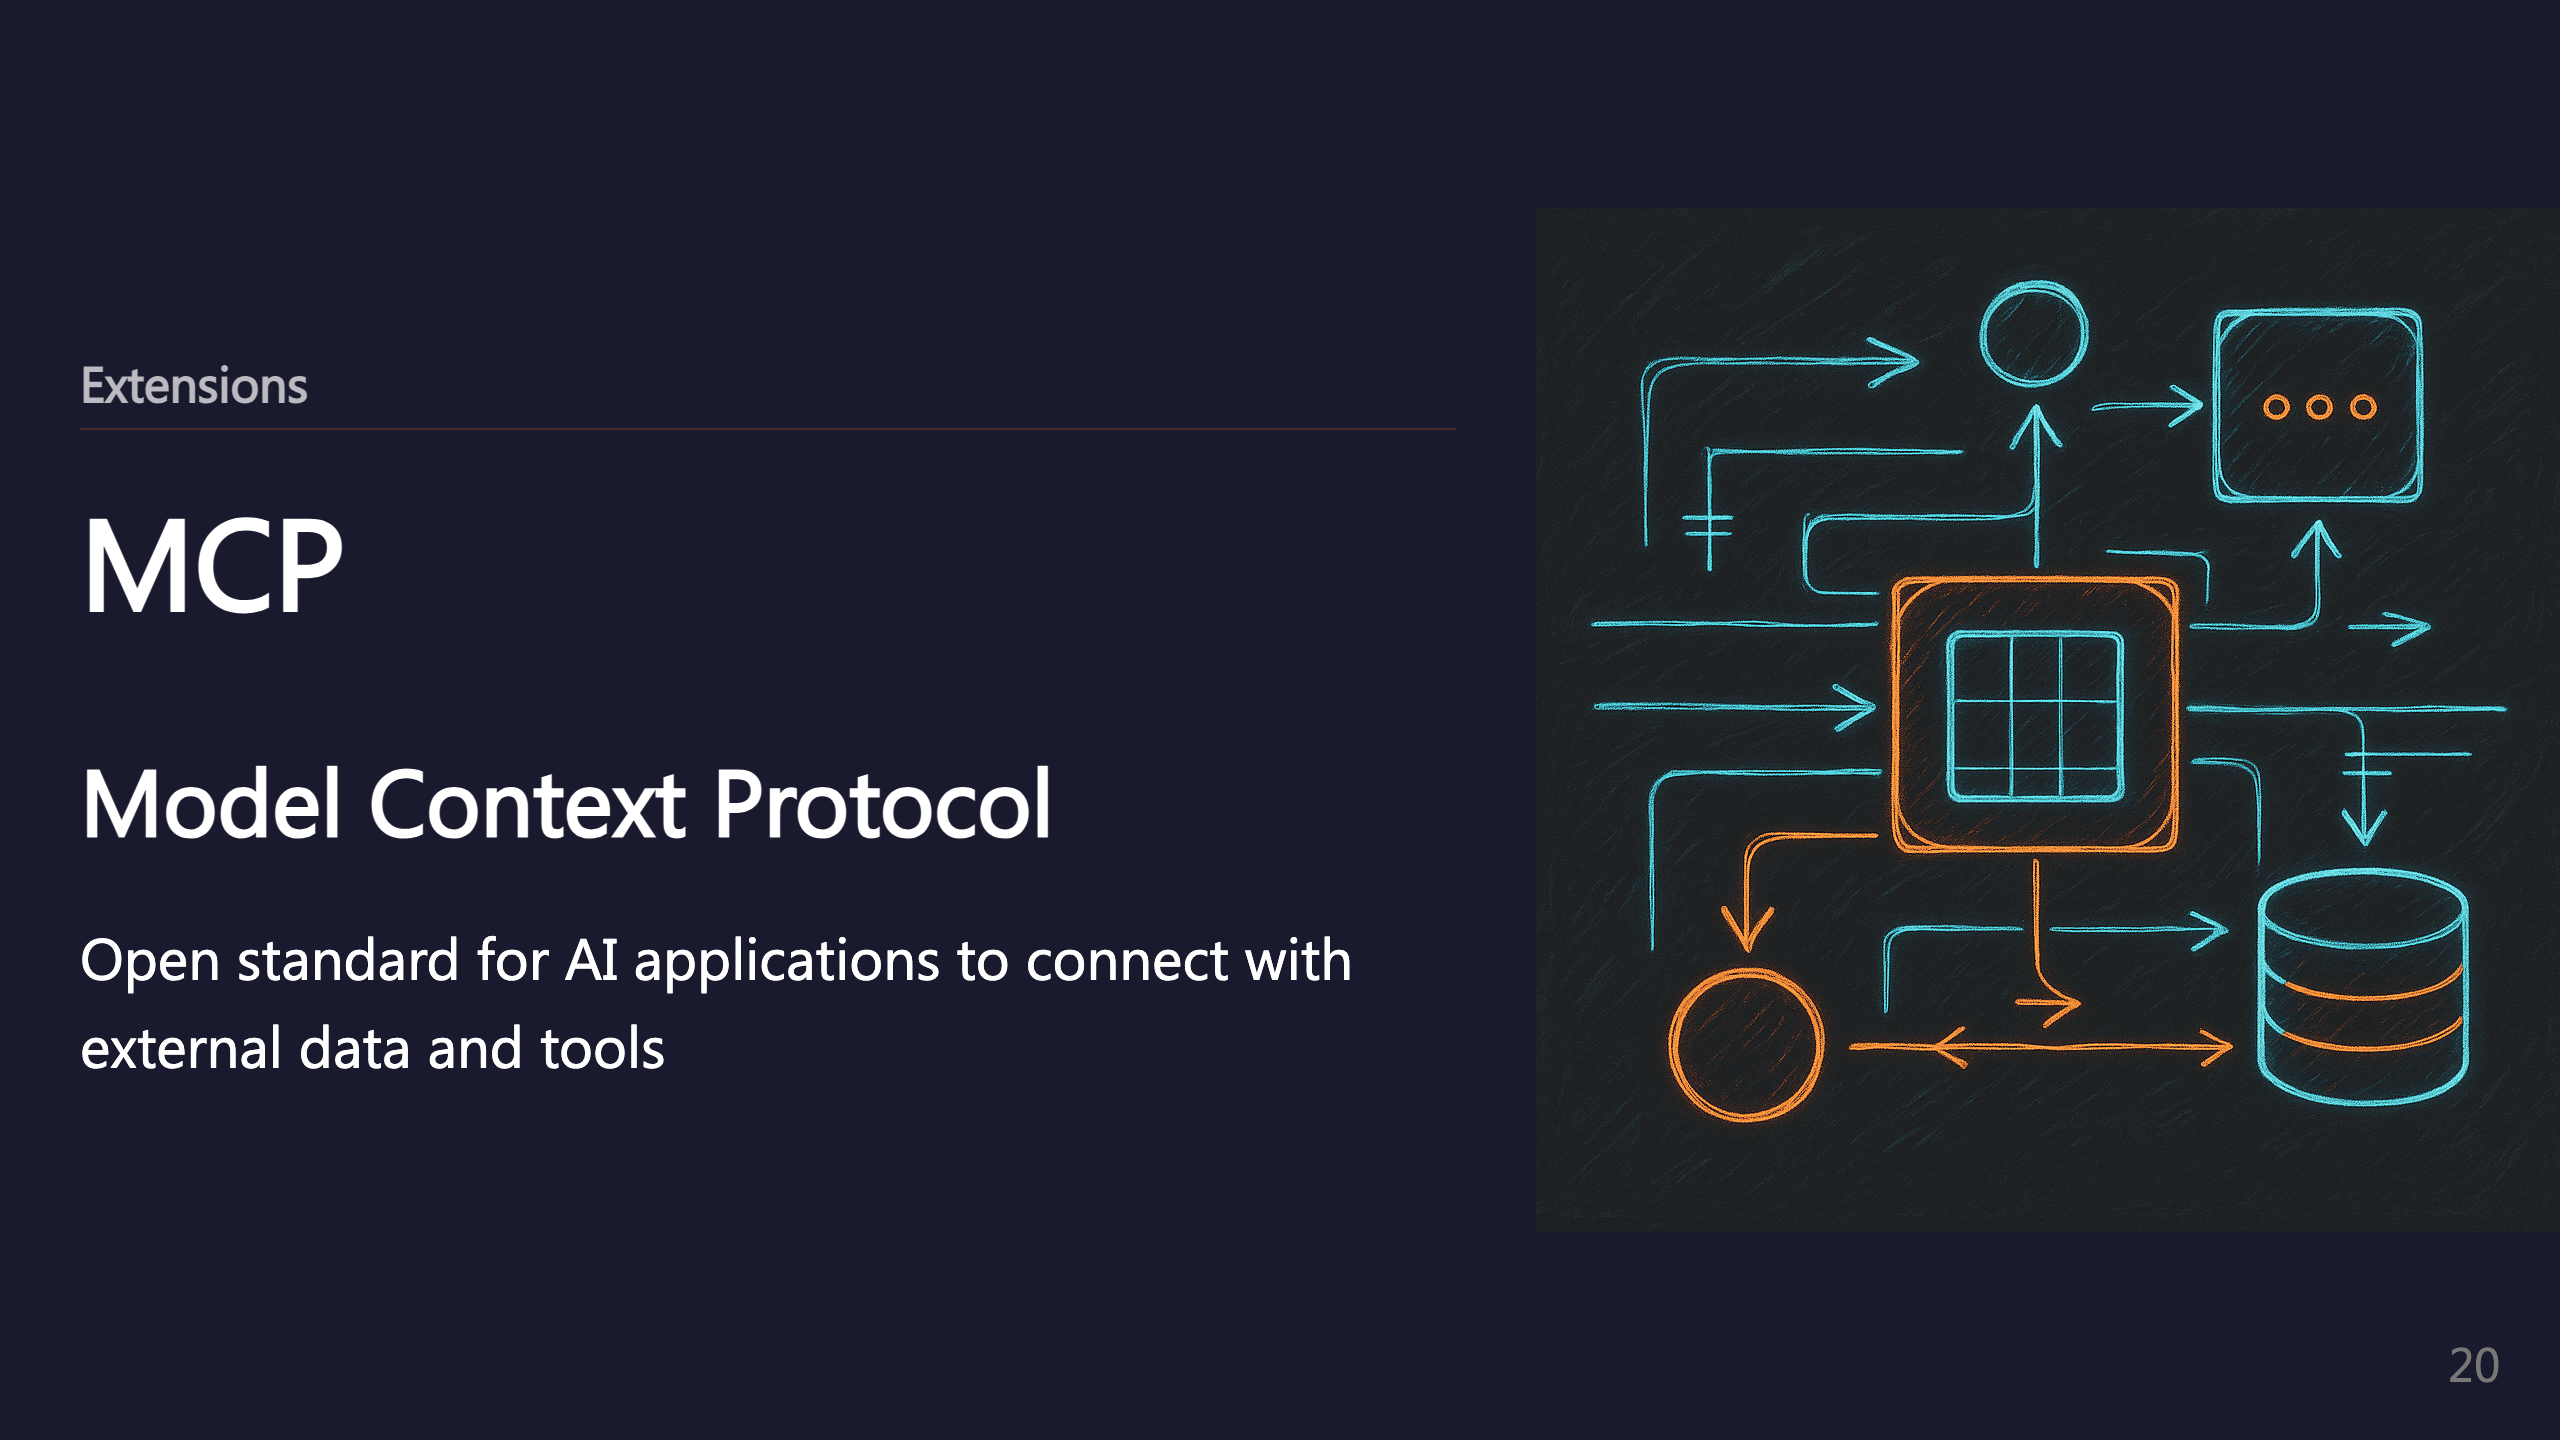 Extensions
MCP
Model Context Protocol
Open standard for AI applications to connect with
external data and tools
20